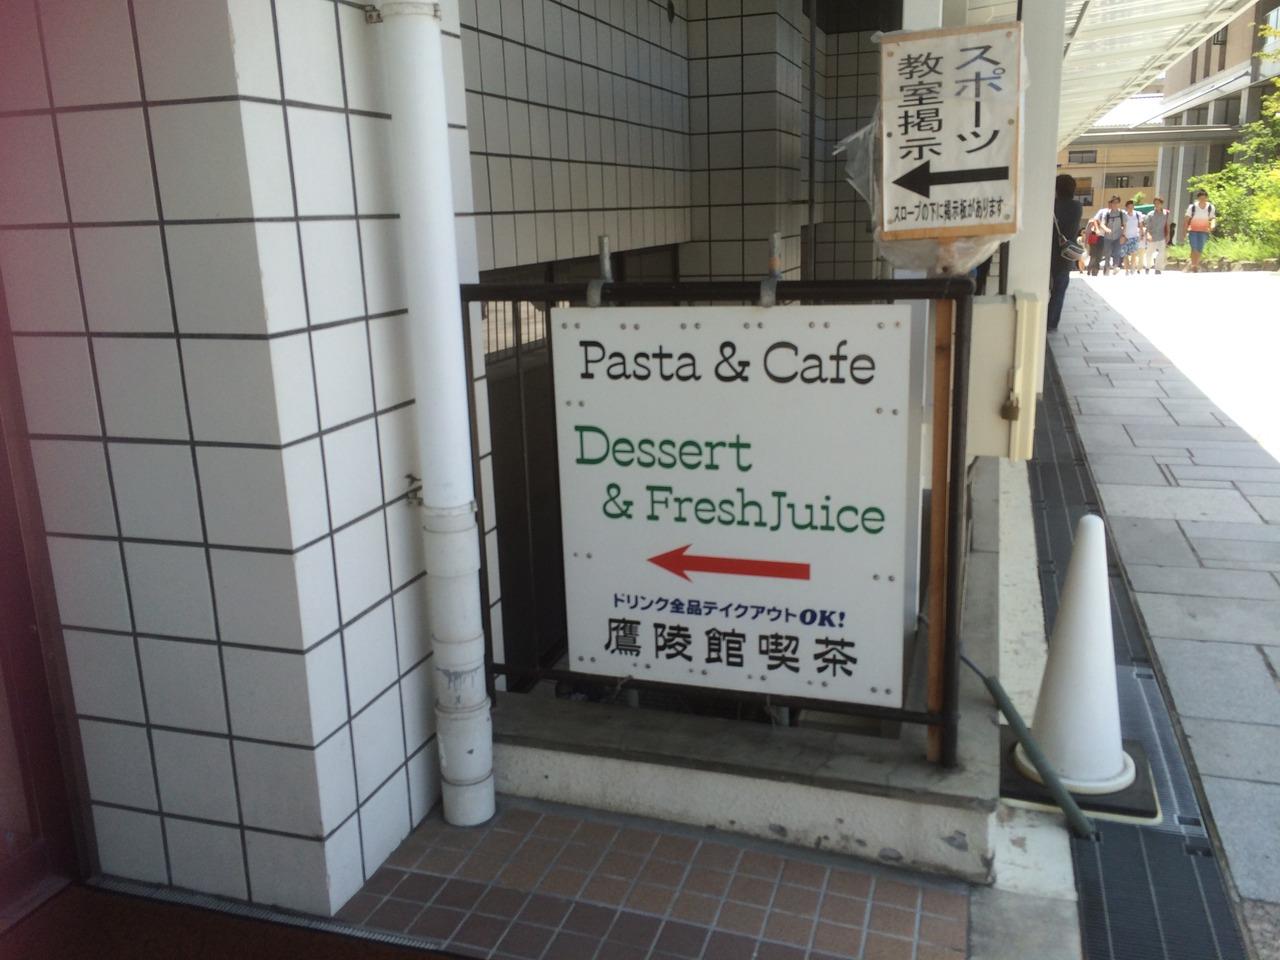 スポーツ
教室掲示
スロープの下に掲示板があります
Pasta & Cafe
Dessert
& FreshJuice
ドリンク全品テイクアウトOK!
鷹陵館喫茶